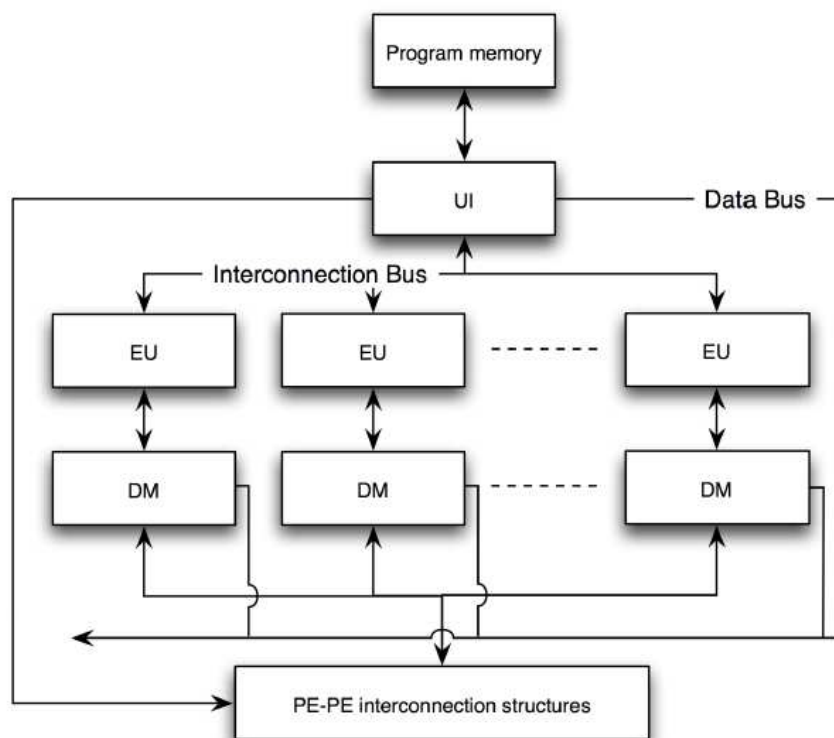 Program memory
UI
Data Bus
Interconnection Bus
EU
EU
EU
DM
DM
DM
PE-PE interconnection structures